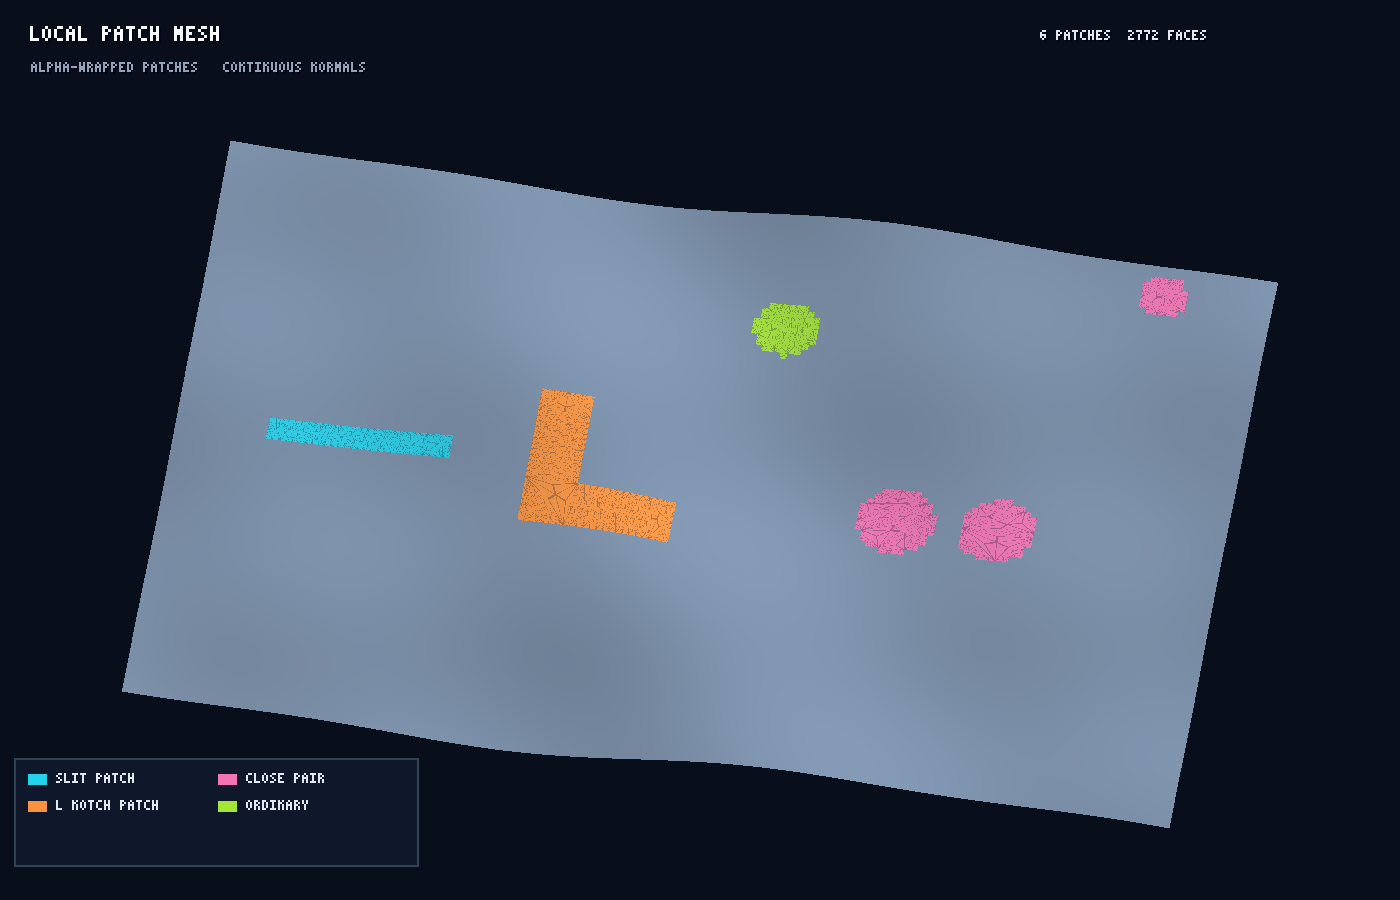 LOCAL PATCH MESH
6 PATCHES 2772 FACES
ALPHA-WRAPPED PATCHES CONTINUOUS NORMALS
SLIT PATCH
CLOSE PAIR
L NOTCH PATCH
ORDINARY